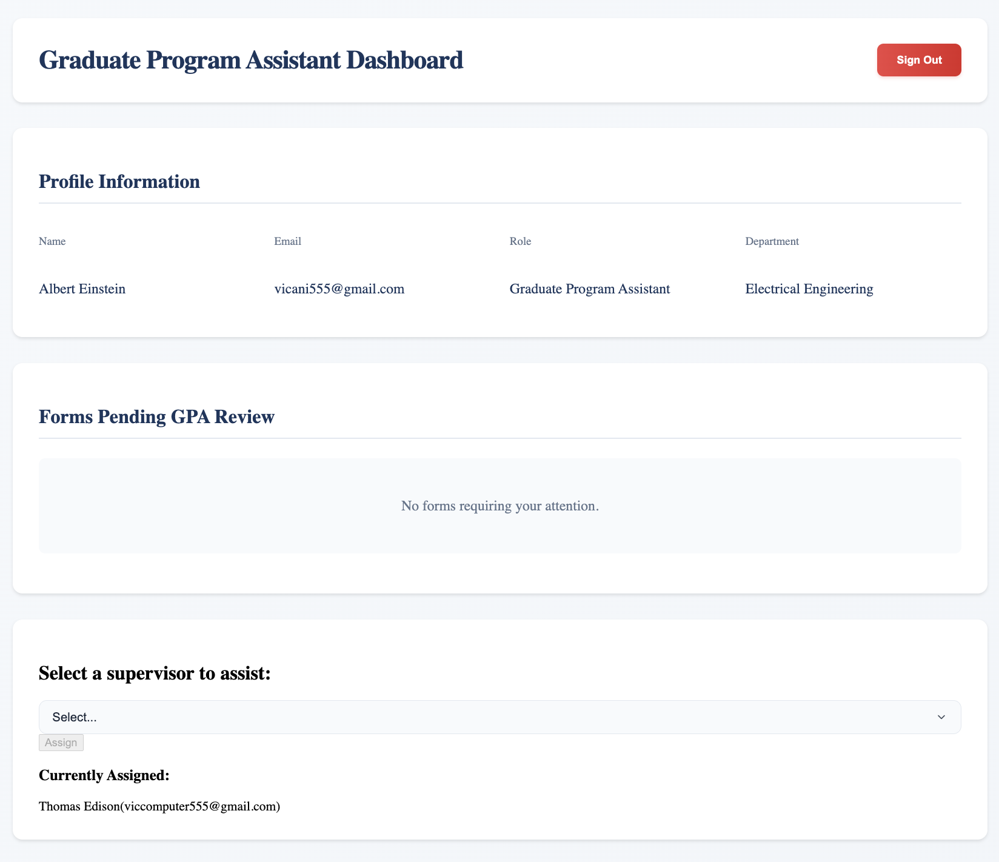 Graduate Program Assistant Dashboard
Sign Out
Profile Information
Name Email Role Department
Albert Einstein vicani555@gmail.com Graduate Program Assistant Electrical Engineering
Forms Pending GPA Review
No forms requiring your attention.
Select a supervisor to assist:
Select...
Assign
Currently Assigned:
Thomas Edison(viccomputer555@gmail.com)